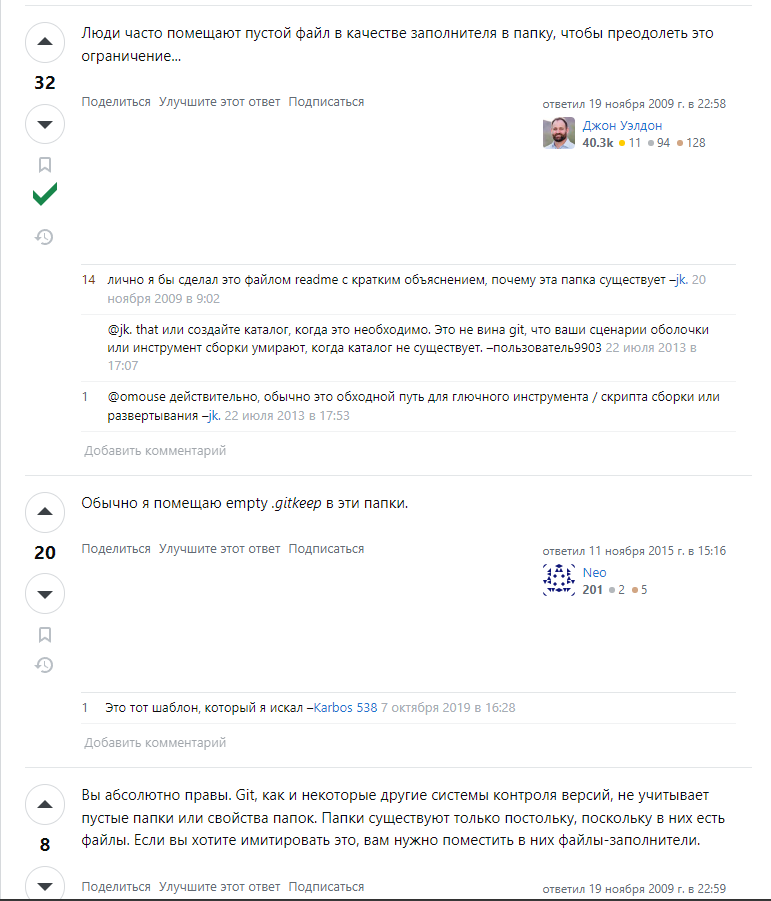 Люди часто помещают пустой файл в качестве заполнителя в папку, чтобы преодолеть это
ограничение...
32
Поделиться Улучшите этот ответ Подписаться
ответил 19 ноября 2009 г. в 22:58
Джон Уэлдон
40.3k 11 94 128
14 лично я бы сделал это файлом readme с кратким объяснением, почему эта папка существует –jk. 20
ноября 2009 в 9:02
@jk. that или создайте каталог, когда это необходимо. Это не вина git, что ваши сценарии оболочки
или инструмент сборки умирают, когда каталог не существует. –пользователь9903 22 июля 2013 в
17:07
1 @omouse действительно, обычно это обходной путь для глючного инструмента / скрипта сборки или
развертывания –jk. 22 июля 2013 в 17:53
Добавить комментарий
Обычно я помещаю empty .gitkeep в эти папки.
20
Поделиться Улучшите этот ответ Подписаться
ответил 11 ноября 2015 г. в 15:16
Neo
201 2 5
1 Это тот шаблон, который я искал –Karbos 538 7 октября 2019 в 16:28
Добавить комментарий
Вы абсолютно правы. Git, как и некоторые другие системы контроля версий, не учитывает
пустые папки или свойства папок. Папки существуют только постольку, поскольку в них есть
файлы. Если вы хотите имитировать это, вам нужно поместить в них файлы-заполнители.
8
Поделиться Улучшите этот ответ Подписаться
ответил 19 ноября 2009 г. в 22:59